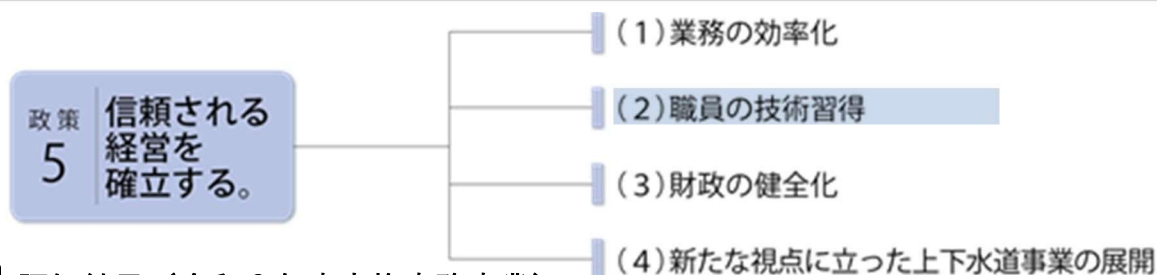 政策
5
信頼される
経営を
確立する。
(1)業務の効率化
(2)職員の技術習得
(3)財政の健全化
(4)新たな視点に立った上下水道事業の展開